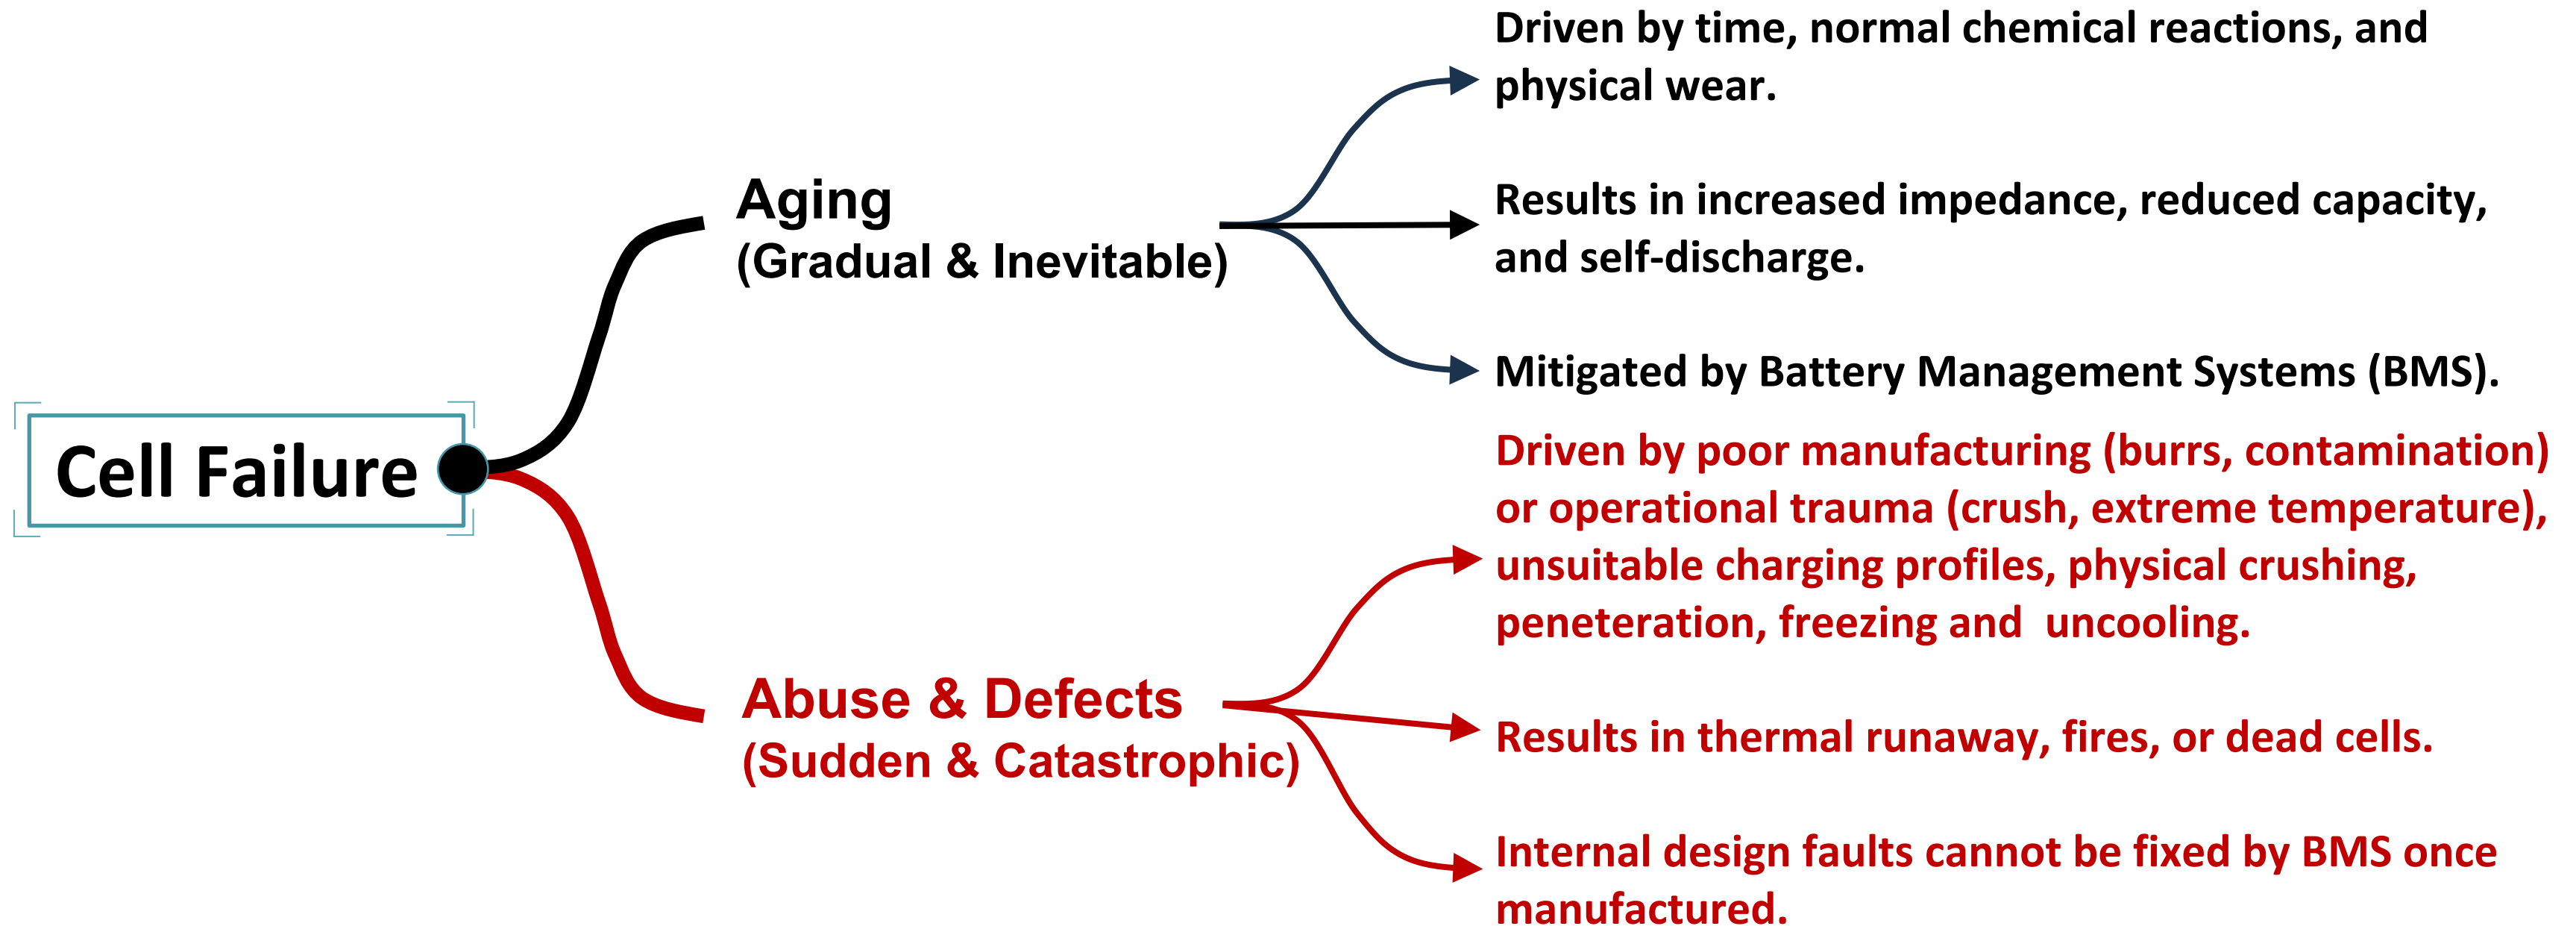 Cell Failure
Aging
(Gradual & Inevitable)
Driven by time, normal chemical reactions, and
physical wear.
Results in increased impedance, reduced capacity,
and self-discharge.
Mitigated by Battery Management Systems (BMS).
Abuse & Defects
(Sudden & Catastrophic)
Driven by poor manufacturing (burrs, contamination)
or operational trauma (crush, extreme temperature),
unsuitable charging profiles, physical crushing,
peneteration, freezing and  uncooling.
Results in thermal runaway, fires, or dead cells.
Internal design faults cannot be fixed by BMS once
manufactured.